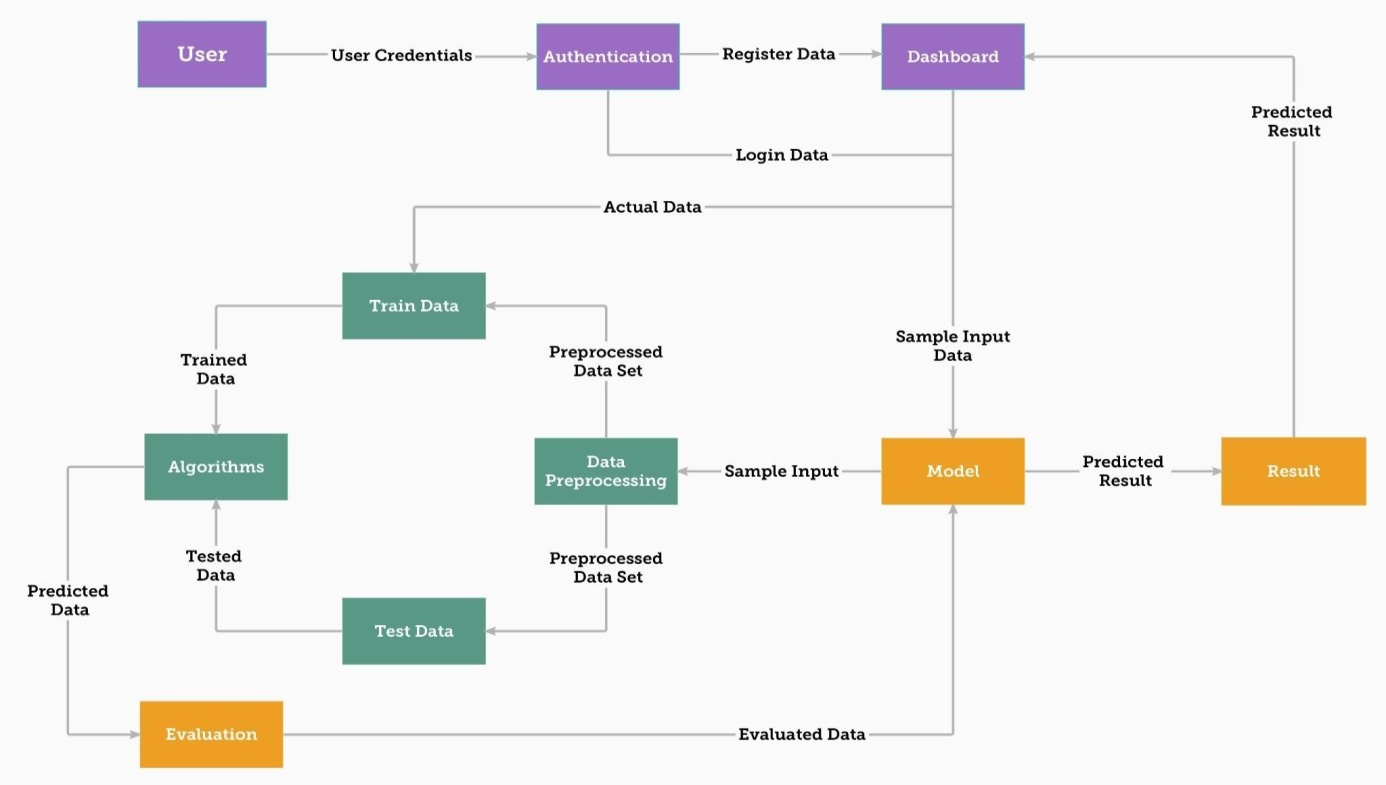 User
User Credentials
Authentication
Register Data
Dashboard
Predicted
Result
Login Data
Actual Data
Train Data
Sample Input
Data
Preprocessed
Data Set
Trained
Data
Algorithms
Data
Preprocessing
Sample Input
Model
Predicted
Result
Result
Tested
Data
Preprocessed
Data Set
Predicted
Data
Test Data
Evaluation
Evaluated Data